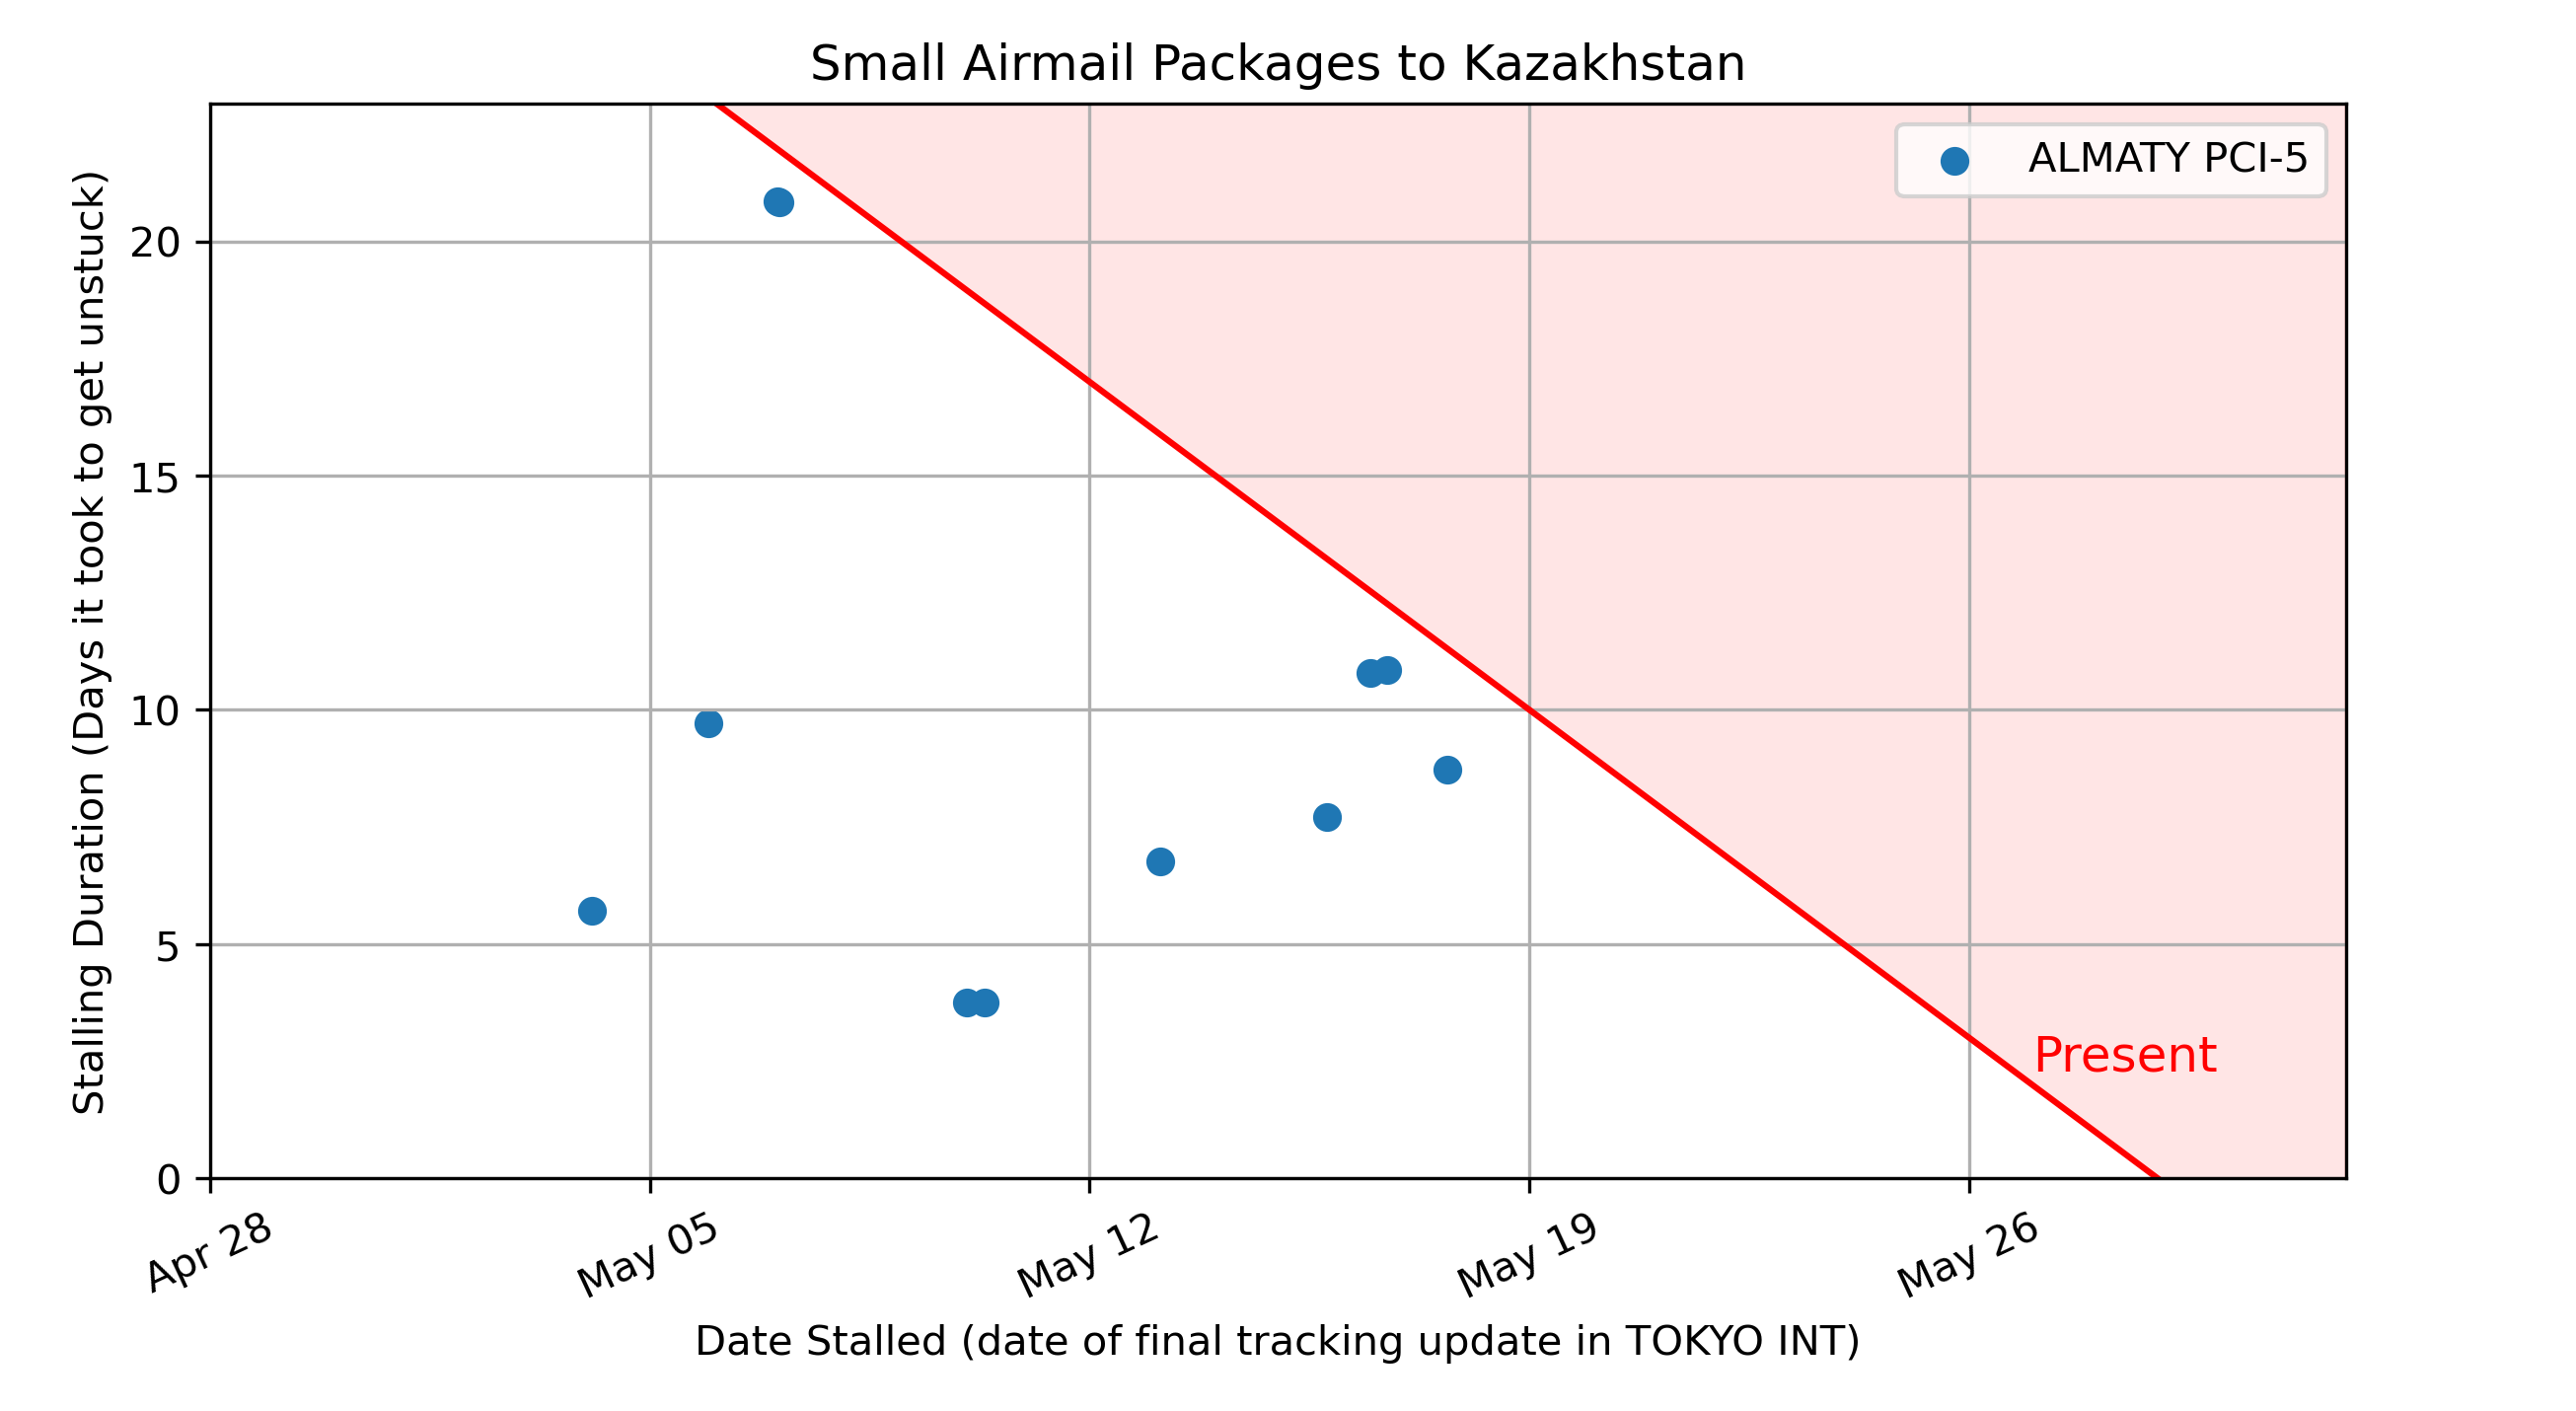 Small Airmail Packages to Kazakhstan
ALMATY PCI-5
Stalling Duration (Days it took to get unstuck)
20
15
10
5
0
Present
Apr 28
May 05
May 12
May 19
May 26
Date Stalled (date of final tracking update in TOKYO INT)